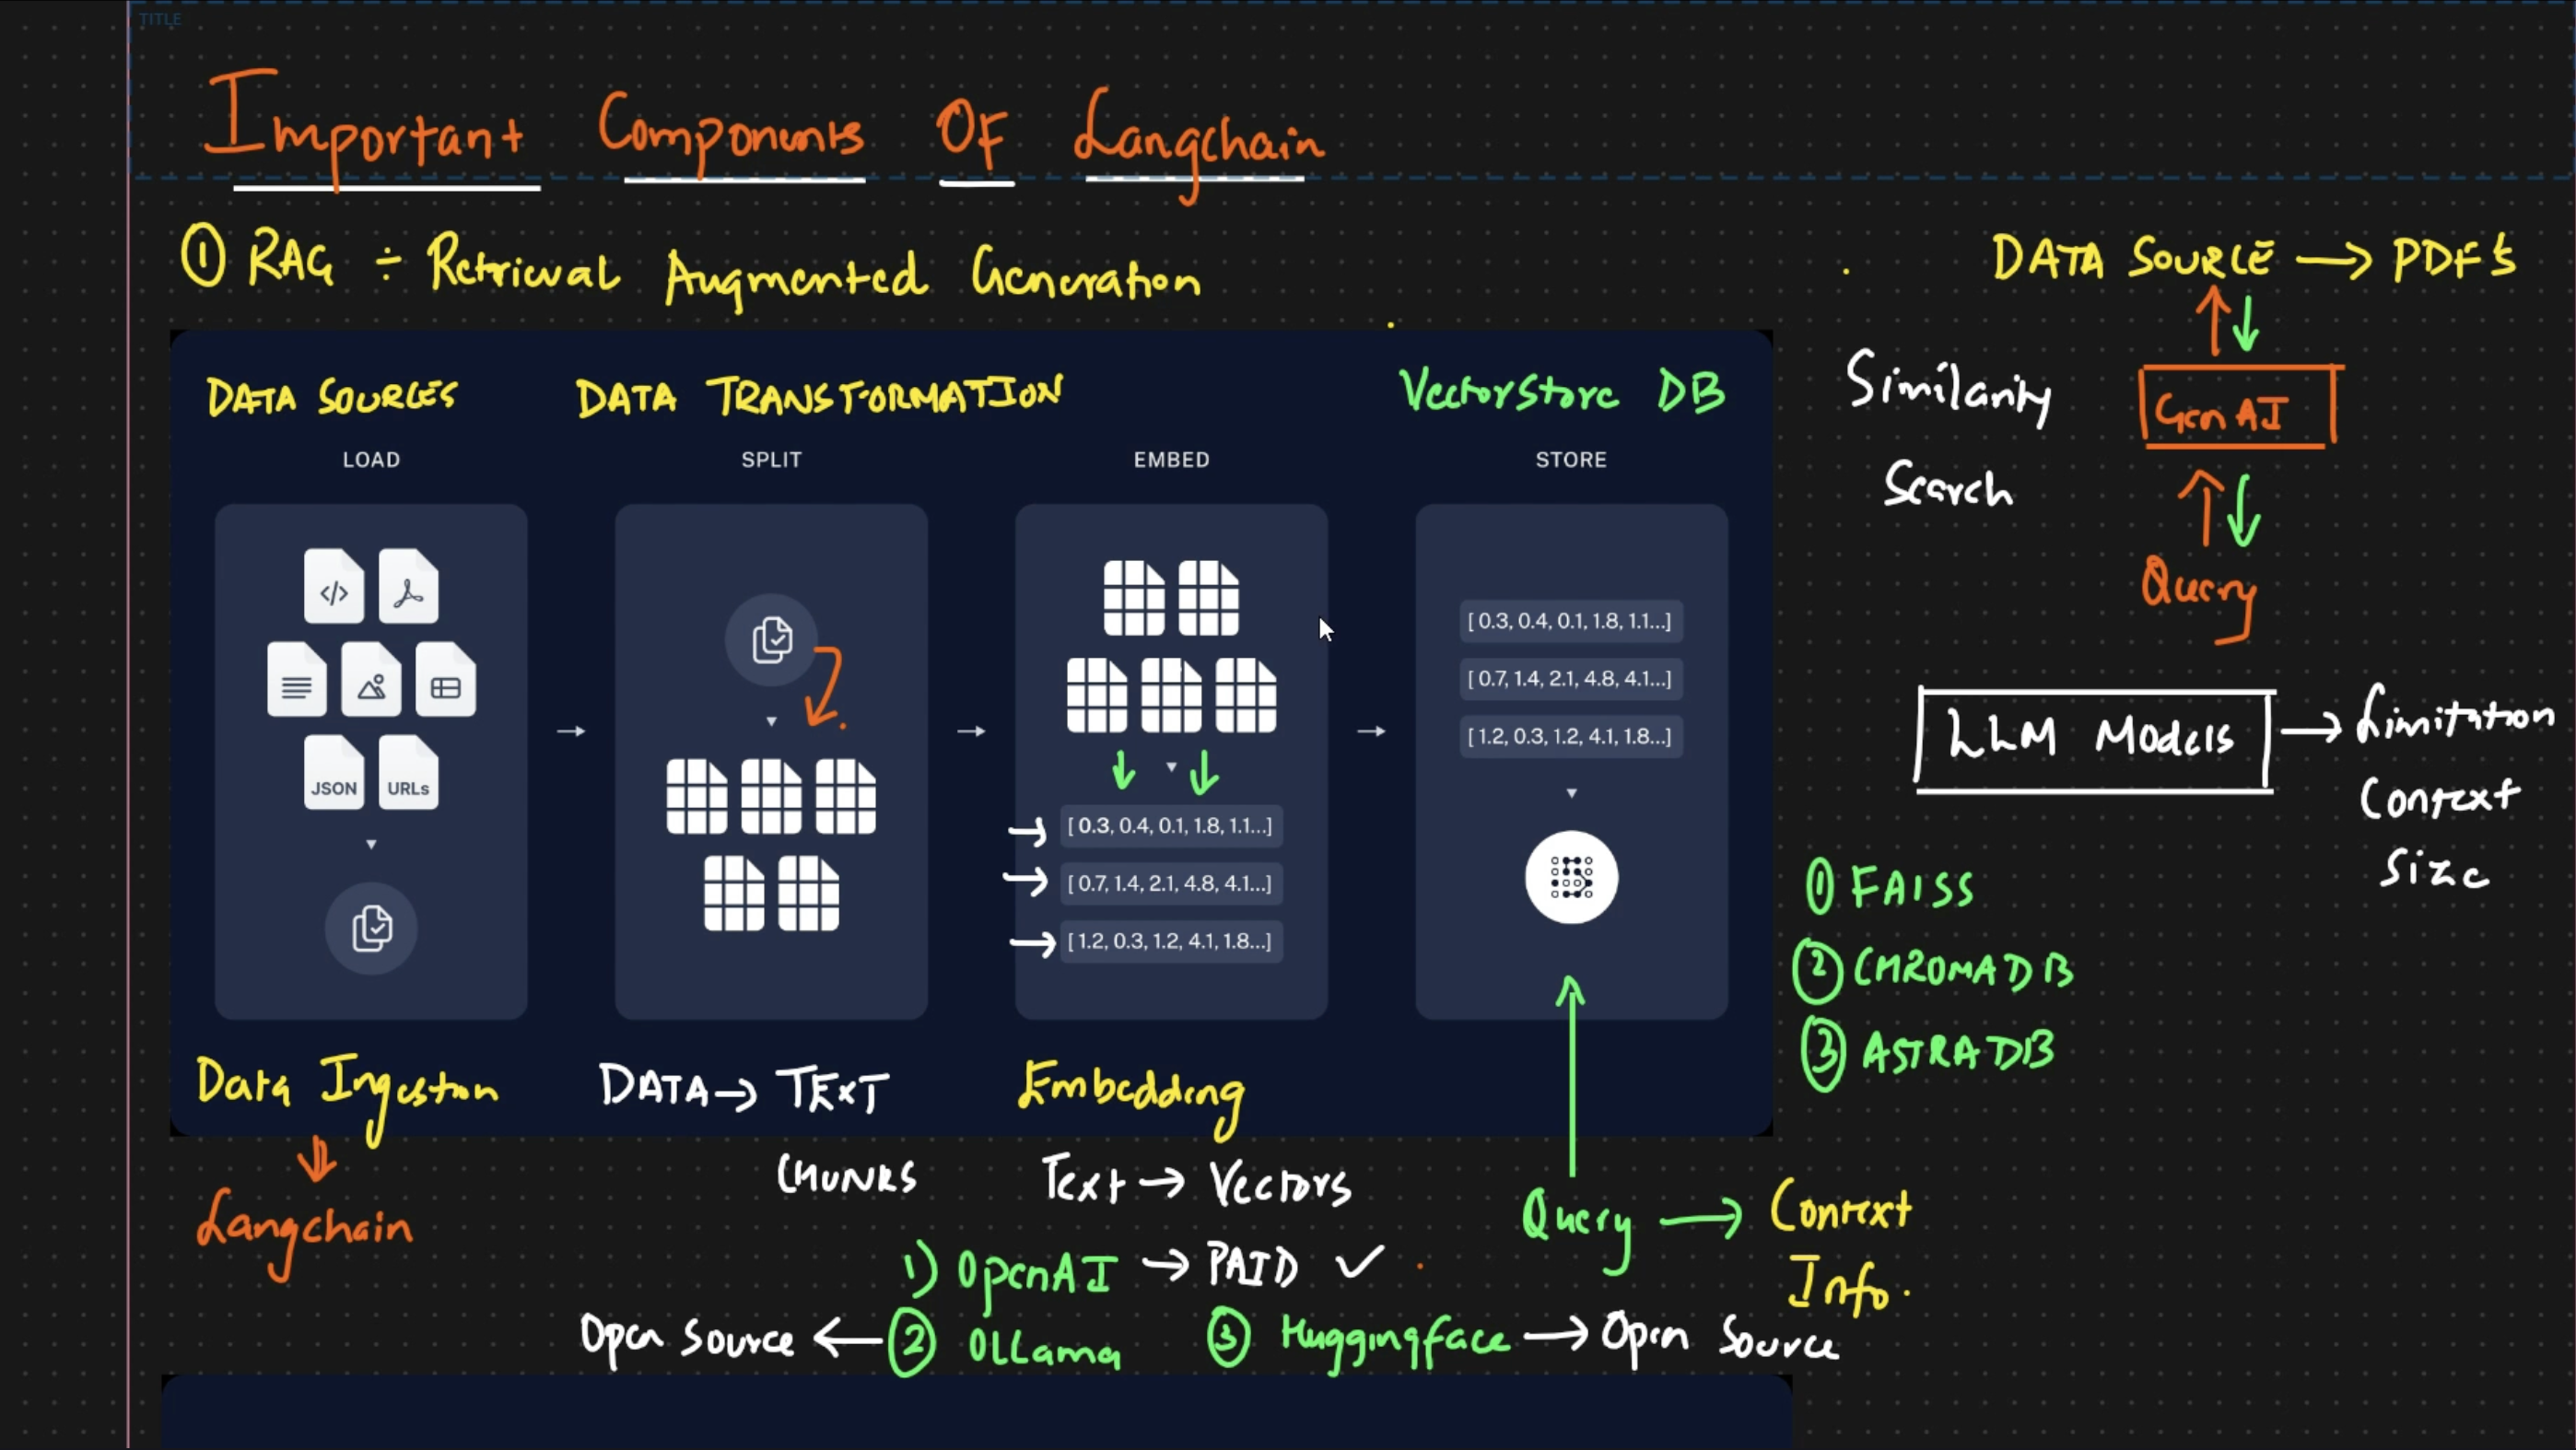 TITLE
Important Components OF Langchain
① RAG ÷ Retrieval Augmented Generation
DATA SOURCES
DATA TRANSFORMATION
VectorStore DB
LOAD
SPLIT
EMBED
STORE
</>
JSON
URLs
[ 0.3, 0.4, 0.1, 1.8, 1.1...]
[ 0.7, 1.4, 2.1, 4.8, 4.1...]
[ 1.2, 0.3, 1.2, 4.1, 1.8...]
[ 0.3, 0.4, 0.1, 1.8, 1.1...]
[ 0.7, 1.4, 2.1, 4.8, 4.1...]
[ 1.2, 0.3, 1.2, 4.1, 1.8...]
Data Ingestion
Langchain
DATA → TEXT
CHUNKS
Embedding
Text → Vectors
1) OpenAI → PAID ✓
Open Source ← ② OLLama
③ Huggingface → Open Source
Query → Context
Info.
DATA SOURCE → PDF's
Similarity
Search
Gen AI
Query
LLM Models → Limitation
Context
Size
① FAISS
② CHROMADB
③ ASTRADB